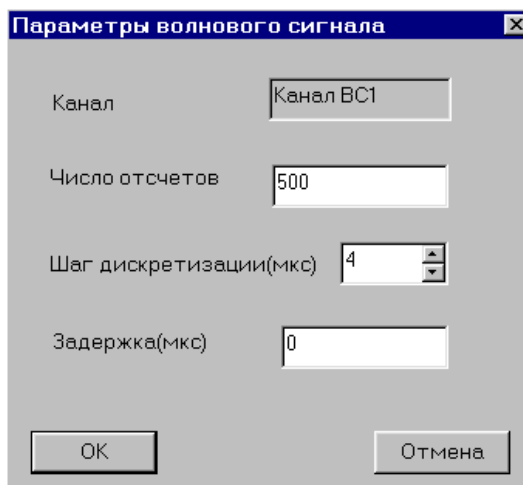 Параметры волнового сигнала
Канал
Канал ВС1
Число отсчетов
500
Шаг дискретизации(мкс)
4
Задержка(мкс)
0
OK
Отмена